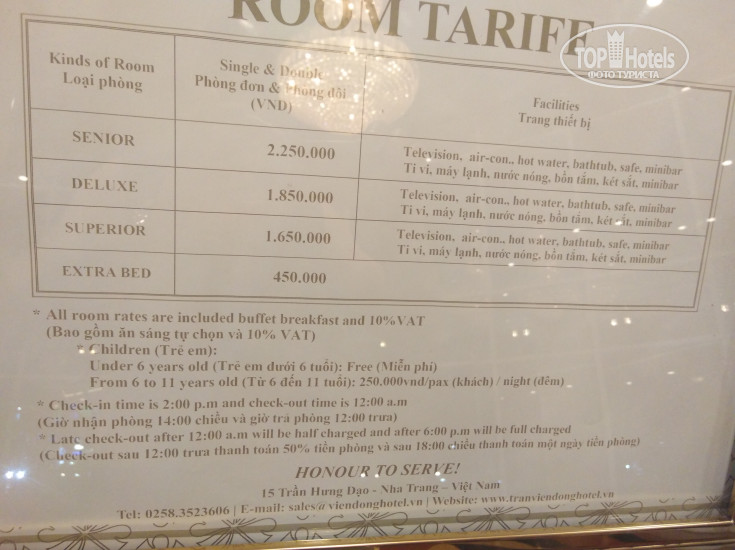 ROOM TARIFF
TOP Hotels
ФОТО ТУРИСТА
Kinds of Room
Loại phòng
Single & Double
Phòng đơn & Phòng đôi
(VND)
Facilities
Trang thiết bị
SENIOR
2.250.000
Television, air-con., hot water, bathtub, safe, minibar
Ti vi, máy lạnh, nước nóng, bồn tắm, két sắt, minibar
DELUXE
1.850.000
Television, air-con., hot water, bathtub, safe, minibar
Ti vi, máy lạnh, nước nóng, bồn tắm, két sắt, minibar
SUPERIOR
1.650.000
Television, air-con., hot water, bathtub, safe, minibar
Ti vi, máy lạnh, nước nóng, bồn tắm, két sắt, minibar
EXTRA BED
450.000
* All room rates are included buffet breakfast and 10%VAT
(Bao gồm ăn sáng tự chọn và 10% VAT)
* Children (Trẻ em):
Under 6 years old (Trẻ em dưới 6 tuổi): Free (Miễn phí)
From 6 to 11 years old (Từ 6 đến 11 tuổi): 250.000vnd/pax (khách) / night (đêm)
* Check-in time is 2:00 p.m and check-out time is 12:00 a.m
(Giờ nhận phòng 14:00 chiều và giờ trả phòng 12:00 trưa)
* Late check-out after 12:00 a.m will be half charged and after 6:00 p.m will be full charged
(Check-out sau 12:00 trưa thanh toán 50% tiền phòng và sau 18:00 chiều thanh toán một ngày tiền phòng)
HONOUR TO SERVE!
15 Trần Hưng Đạo - Nha Trang – Việt Nam
Tel: 0258.3523606 | E-mail: sales@viendonghotel.vn | Website: www.tranviendonghotel.vn